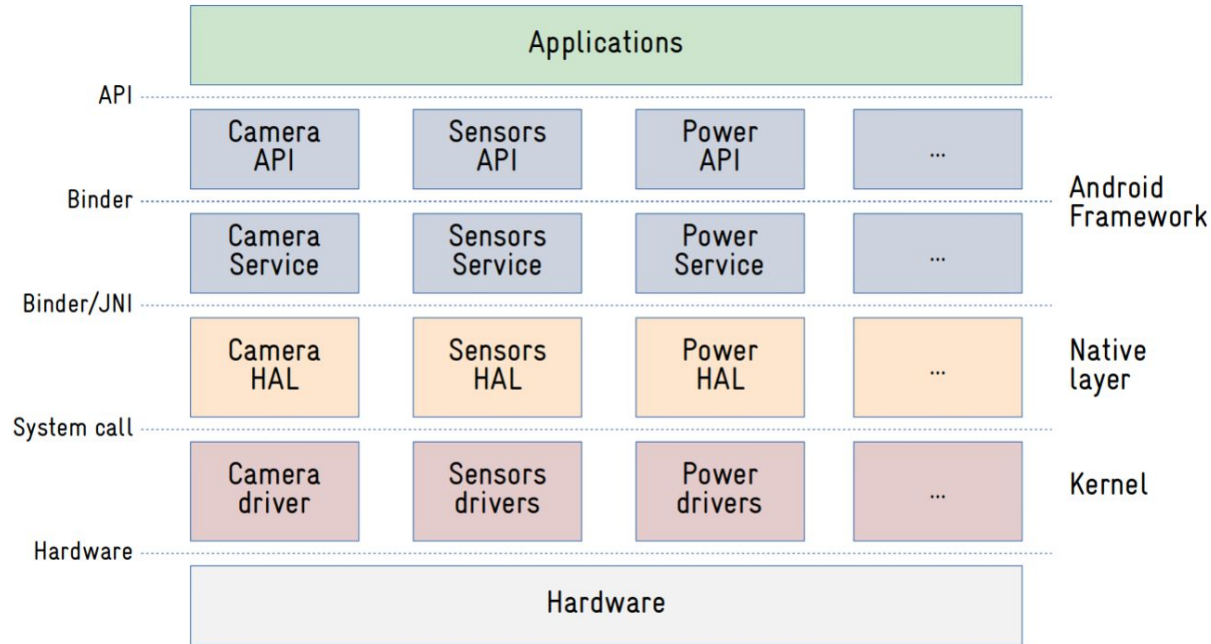 Applications
API
Camera
API
Sensors
API
Power
API
...
Binder
Android
Framework
Camera
Service
Sensors
Service
Power
Service
...
Binder/JNI
Camera
HAL
Sensors
HAL
Power
HAL
...
Native
layer
System call
Camera
driver
Sensors
drivers
Power
drivers
...
Kernel
Hardware
Hardware